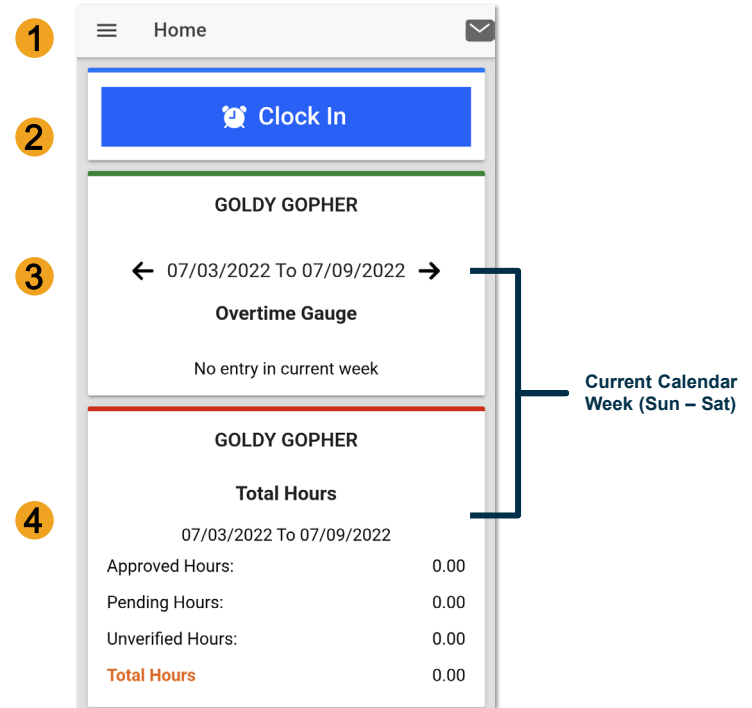 1
Home
2
Clock In
GOLDY GOPHER
3
07/03/2022 To 07/09/2022
Overtime Gauge
No entry in current week
Current Calendar
Week (Sun – Sat)
GOLDY GOPHER
Total Hours
4
07/03/2022 To 07/09/2022
Approved Hours: 0.00
Pending Hours: 0.00
Unverified Hours: 0.00
Total Hours 0.00